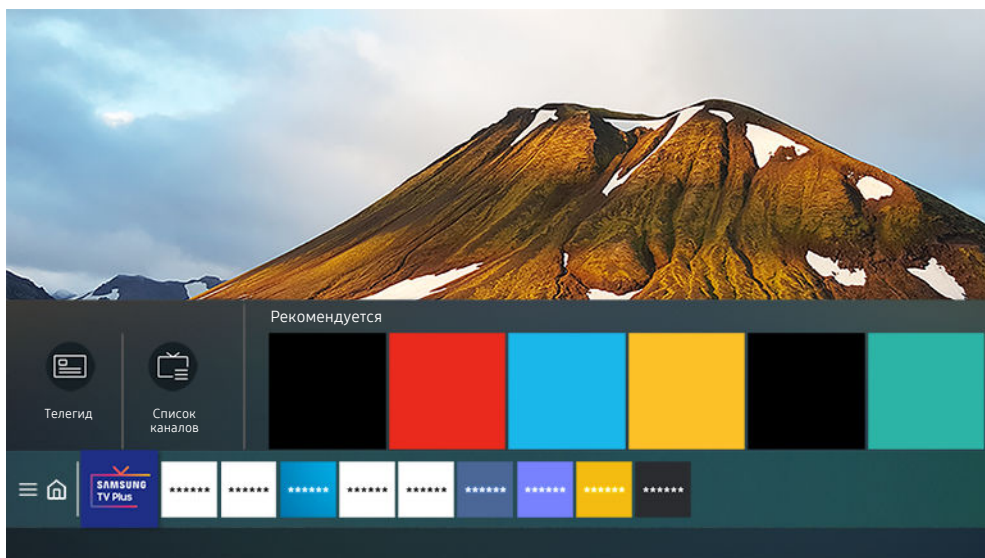 Рекомендуется
Телегид
Список
каналов
SAMSUNG
TV Plus
****** ****** ****** ****** ****** ****** ****** ****** ******